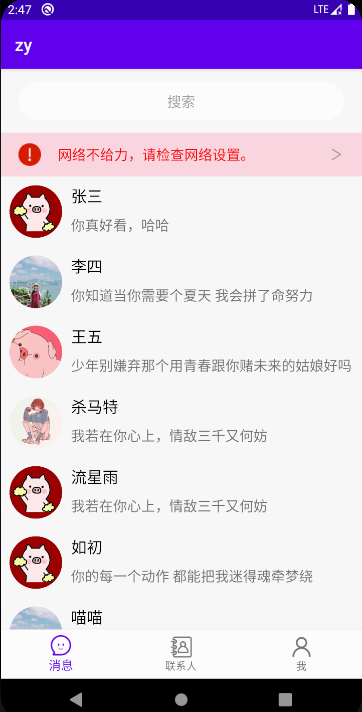 2:47 LTE
zy
搜索
网络不给力，请检查网络设置。
张三
你真好看，哈哈
李四
你知道当你需要个夏天 我会拼了命努力
王五
少年别嫌弃那个用青春跟你赌未来的姑娘好吗
杀马特
我若在你心上，情敌三千又何妨
流星雨
我若在你心上，情敌三千又何妨
如初
你的每一个动作 都能把我迷得魂牵梦绕
喵喵
消息 联系人 我